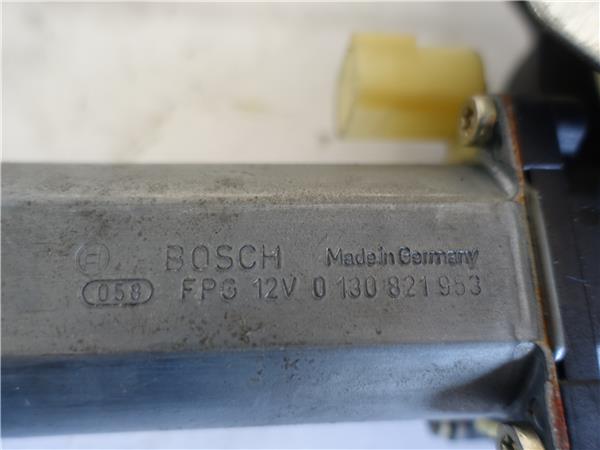 BOSCH Made in Germany
058 FPG 12V 0 130 821 953